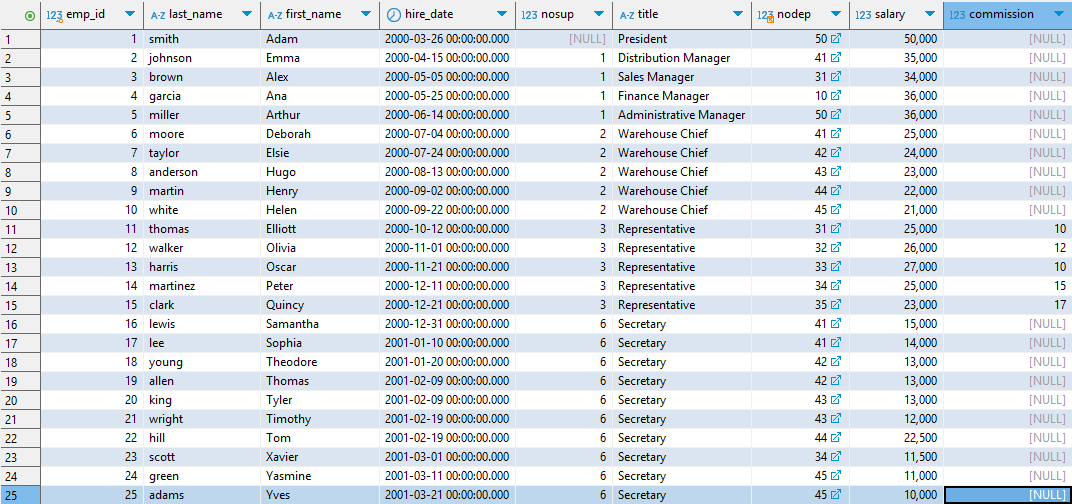 123 emp_id A-Z last_name A-Z first_name hire_date 123 nosup A-Z title 123 nodep 123 salary 123 commission
1 1 smith Adam 2000-03-26 00:00:00.000 [NULL] President 50 50,000 [NULL]
2 2 johnson Emma 2000-04-15 00:00:00.000 1 Distribution Manager 41 35,000 [NULL]
3 3 brown Alex 2000-05-05 00:00:00.000 1 Sales Manager 31 34,000 [NULL]
4 4 garcia Ana 2000-05-25 00:00:00.000 1 Finance Manager 10 36,000 [NULL]
5 5 miller Arthur 2000-06-14 00:00:00.000 1 Administrative Manager 50 36,000 [NULL]
6 6 moore Deborah 2000-07-04 00:00:00.000 2 Warehouse Chief 41 25,000 [NULL]
7 7 taylor Elsie 2000-07-24 00:00:00.000 2 Warehouse Chief 42 24,000 [NULL]
8 8 anderson Hugo 2000-08-13 00:00:00.000 2 Warehouse Chief 43 23,000 [NULL]
9 9 martin Henry 2000-09-02 00:00:00.000 2 Warehouse Chief 44 22,000 [NULL]
10 10 white Helen 2000-09-22 00:00:00.000 2 Warehouse Chief 45 21,000 [NULL]
11 11 thomas Elliott 2000-10-12 00:00:00.000 3 Representative 31 25,000 10
12 12 walker Olivia 2000-11-01 00:00:00.000 3 Representative 32 26,000 12
13 13 harris Oscar 2000-11-21 00:00:00.000 3 Representative 33 27,000 10
14 14 martinez Peter 2000-12-11 00:00:00.000 3 Representative 34 25,000 15
15 15 clark Quincy 2000-12-21 00:00:00.000 3 Representative 35 23,000 17
16 16 lewis Samantha 2000-12-31 00:00:00.000 6 Secretary 41 15,000 [NULL]
17 17 lee Sophia 2001-01-10 00:00:00.000 6 Secretary 41 14,000 [NULL]
18 18 young Theodore 2001-01-20 00:00:00.000 6 Secretary 42 13,000 [NULL]
19 19 allen Thomas 2001-02-09 00:00:00.000 6 Secretary 42 13,000 [NULL]
20 20 king Tyler 2001-02-09 00:00:00.000 6 Secretary 43 13,000 [NULL]
21 21 wright Timothy 2001-02-19 00:00:00.000 6 Secretary 43 12,000 [NULL]
22 22 hill Tom 2001-02-19 00:00:00.000 6 Secretary 44 22,500 [NULL]
23 23 scott Xavier 2001-03-01 00:00:00.000 6 Secretary 34 11,500 [NULL]
24 24 green Yasmine 2001-03-11 00:00:00.000 6 Secretary 45 11,000 [NULL]
25 25 adams Yves 2001-03-21 00:00:00.000 6 Secretary 45 10,000 [NULL]